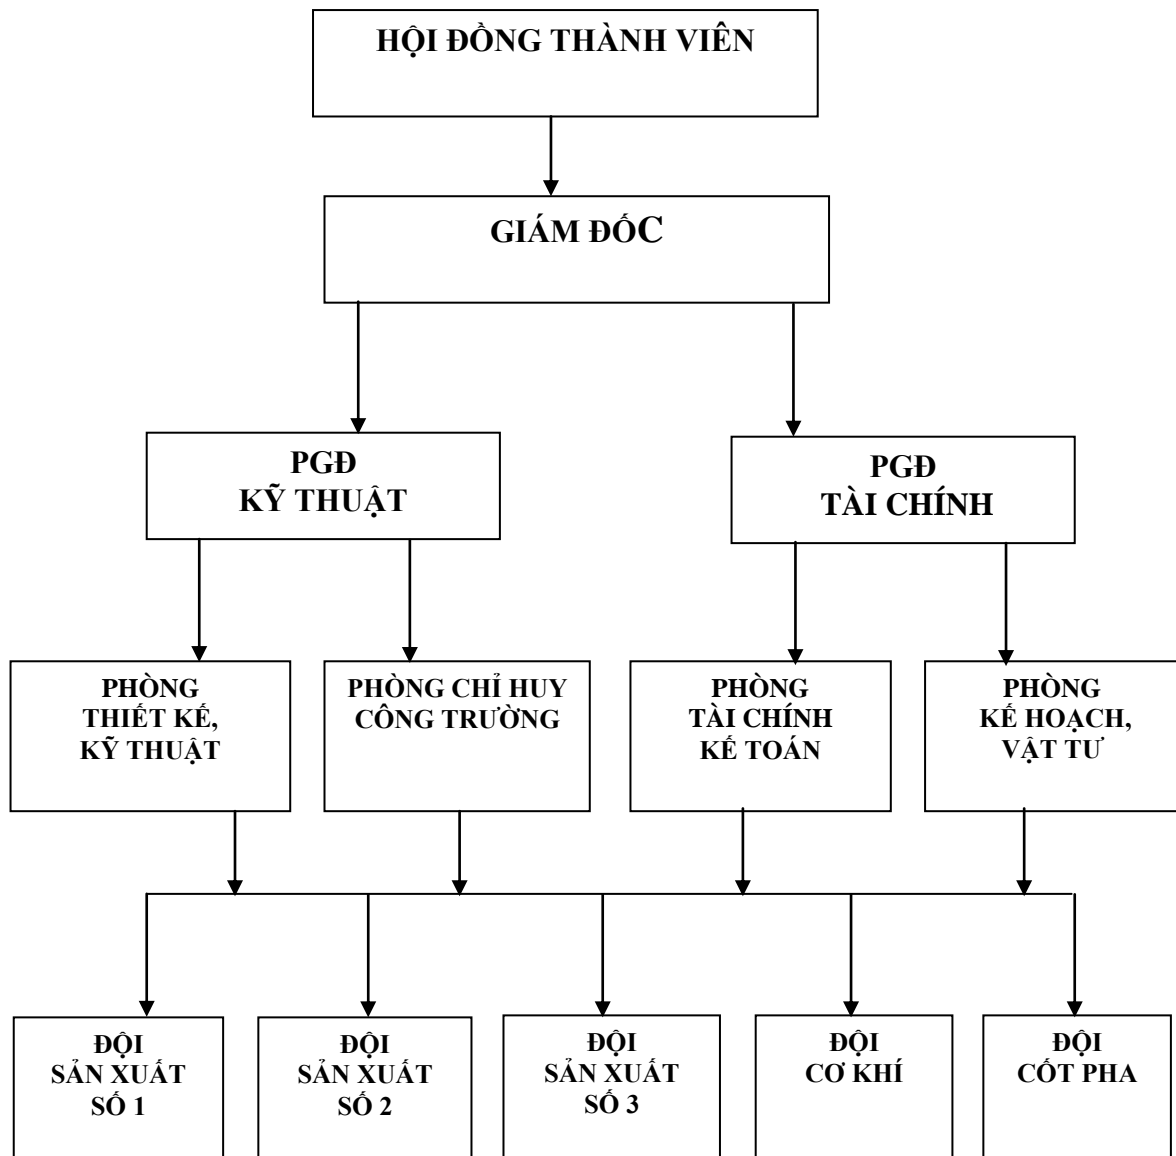 HỘI ĐỒNG THÀNH VIÊN
GIÁM ĐỐC
PGĐ
KỸ THUẬT
PGĐ
TÀI CHÍNH
PHÒNG
THIẾT KẾ,
KỸ THUẬT
PHÒNG CHỈ HUY
CÔNG TRƯỜNG
PHÒNG
TÀI CHÍNH
KẾ TOÁN
PHÒNG
KẾ HOẠCH,
VẬT TƯ
ĐỘI
SẢN XUẤT
SỐ 1
ĐỘI
SẢN XUẤT
SỐ 2
ĐỘI
SẢN XUẤT
SỐ 3
ĐỘI
CƠ KHÍ
ĐỘI
CỐT PHA